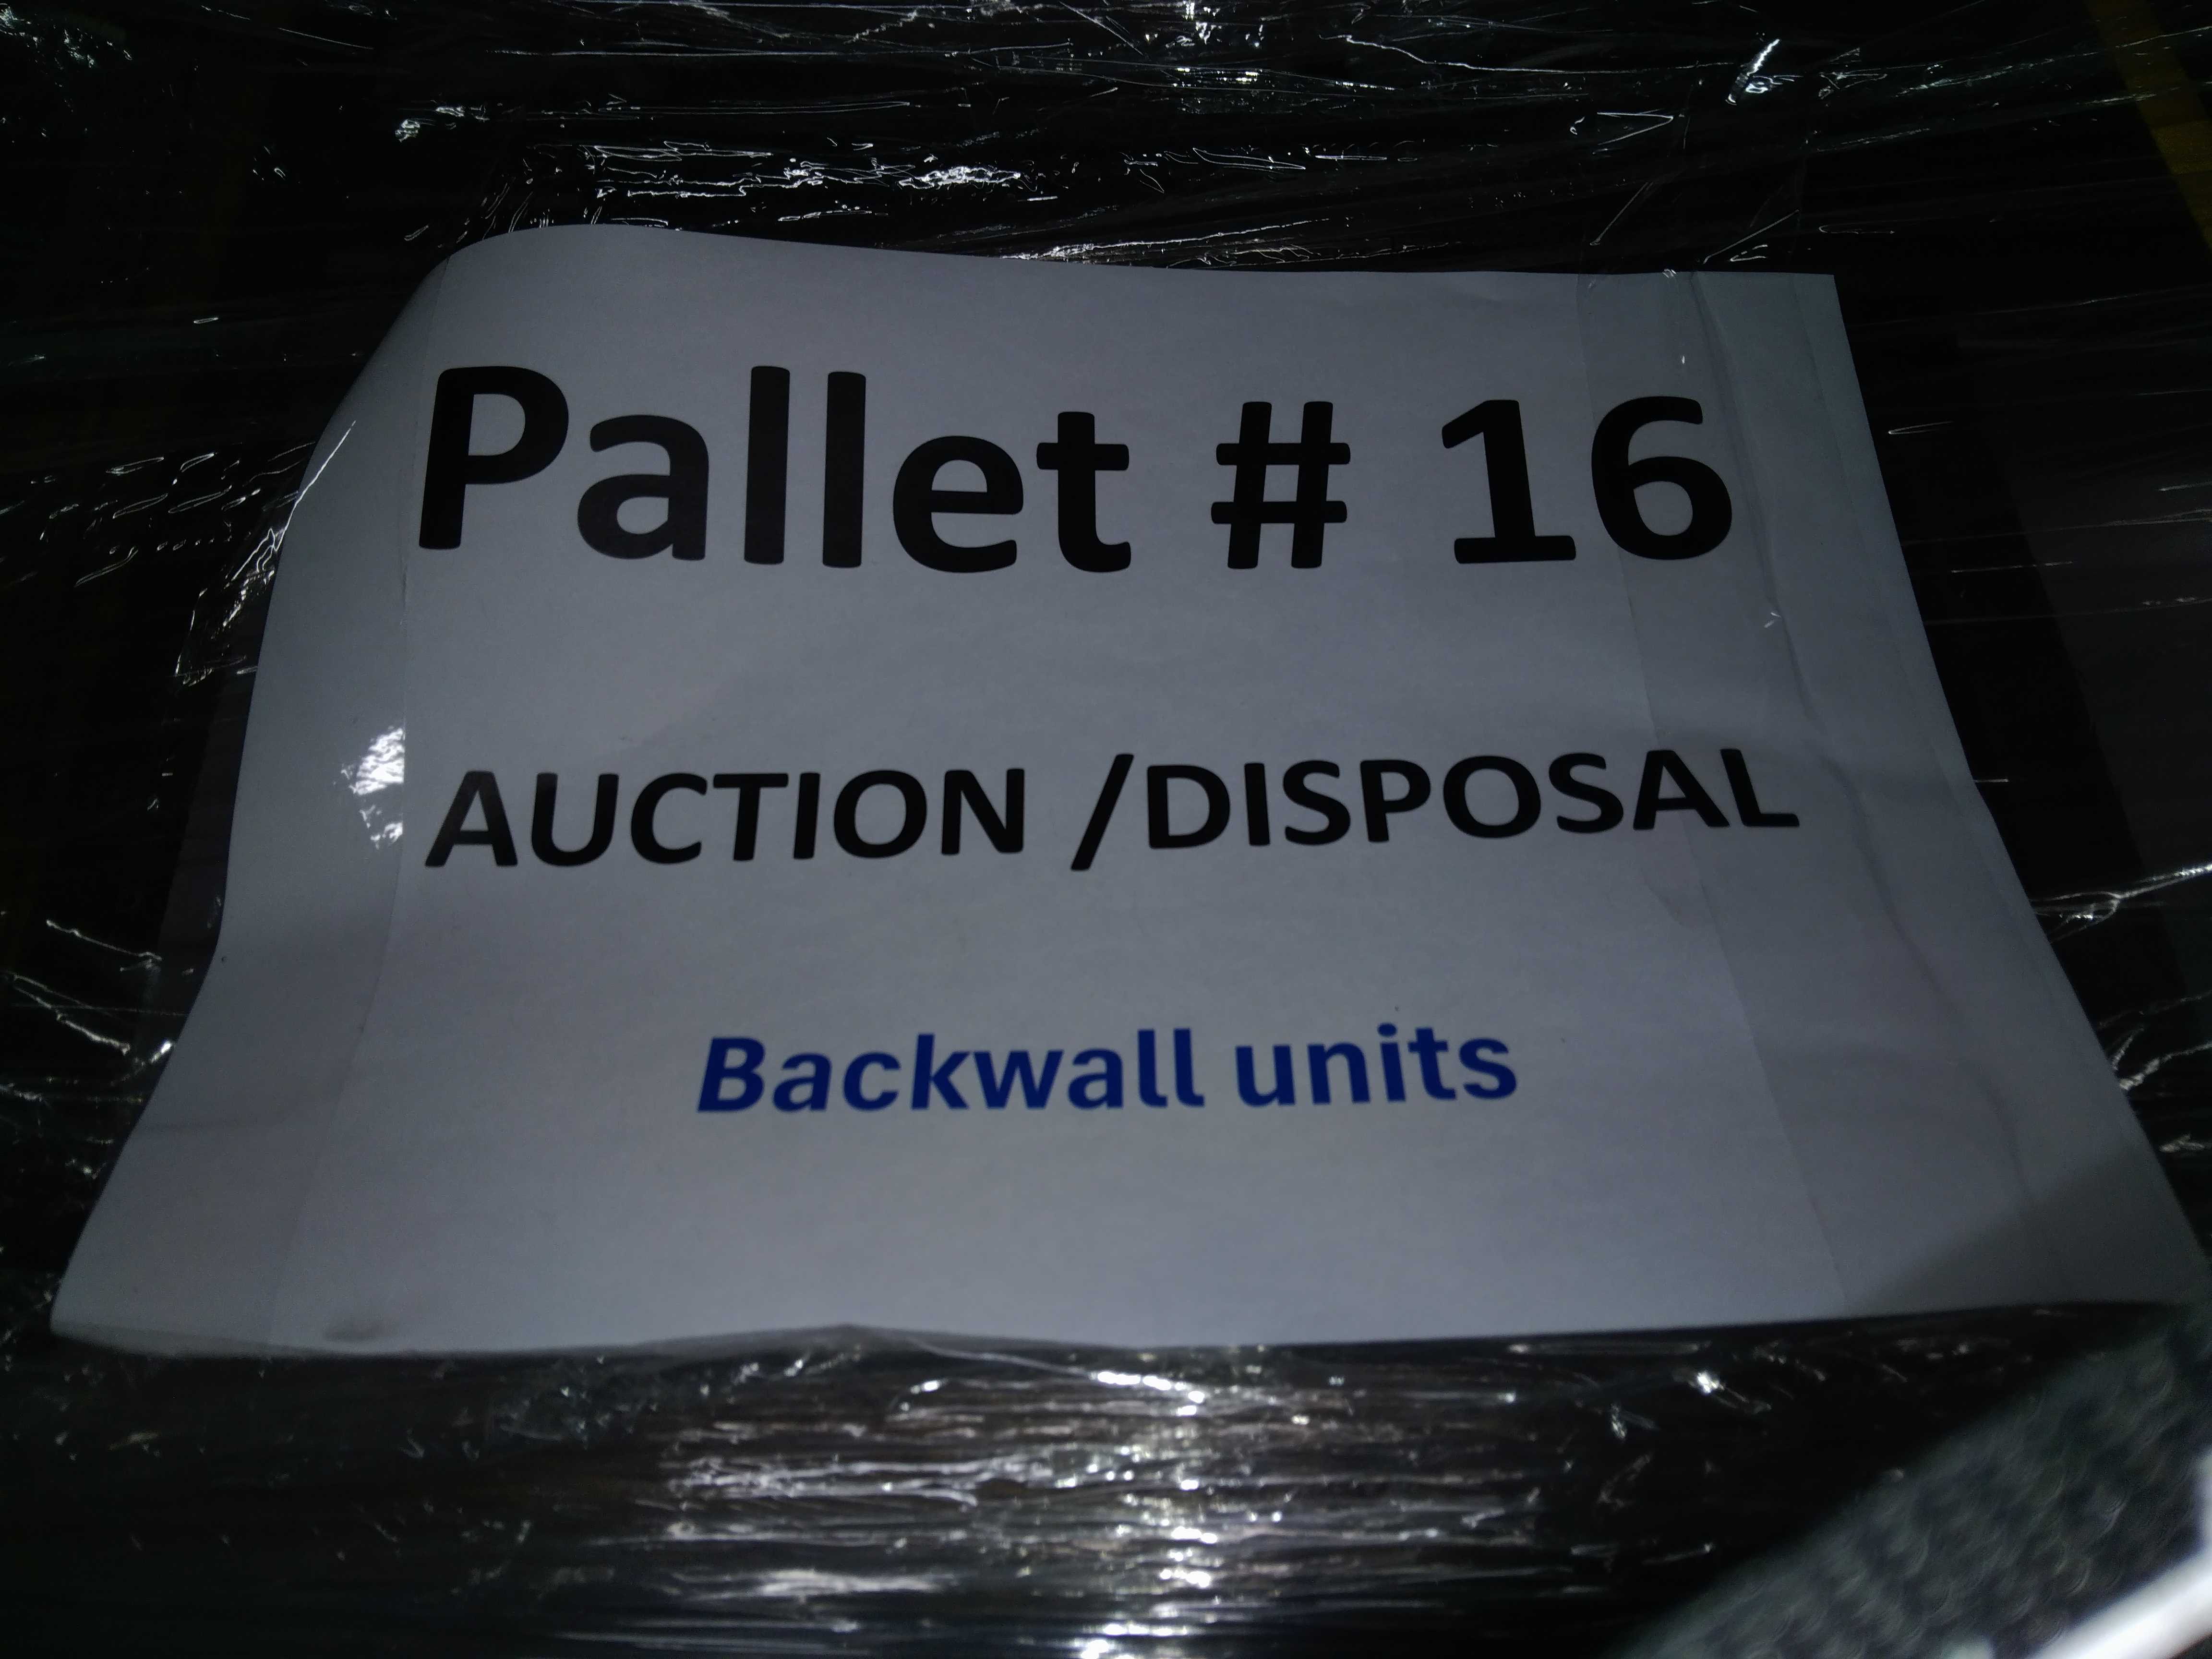 Pallet # 16
AUCTION /DISPOSAL
Backwall units